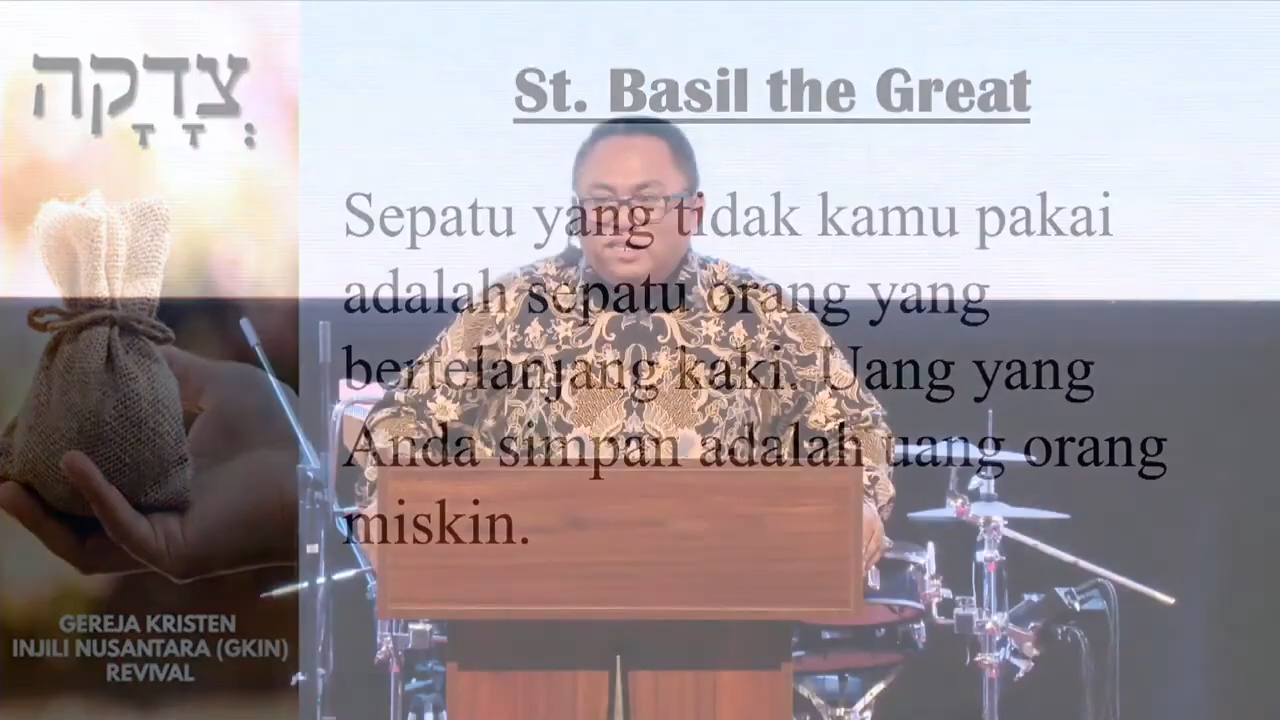 צְדָקָה
St. Basil the Great
Sepatu yang tidak kamu pakai
adalah sepatu orang yang
bertelanjang kaki. Uang yang
Anda simpan adalah uang orang
miskin.
GEREJA KRISTEN
INJILI NUSANTARA (GKIN)
REVIVAL